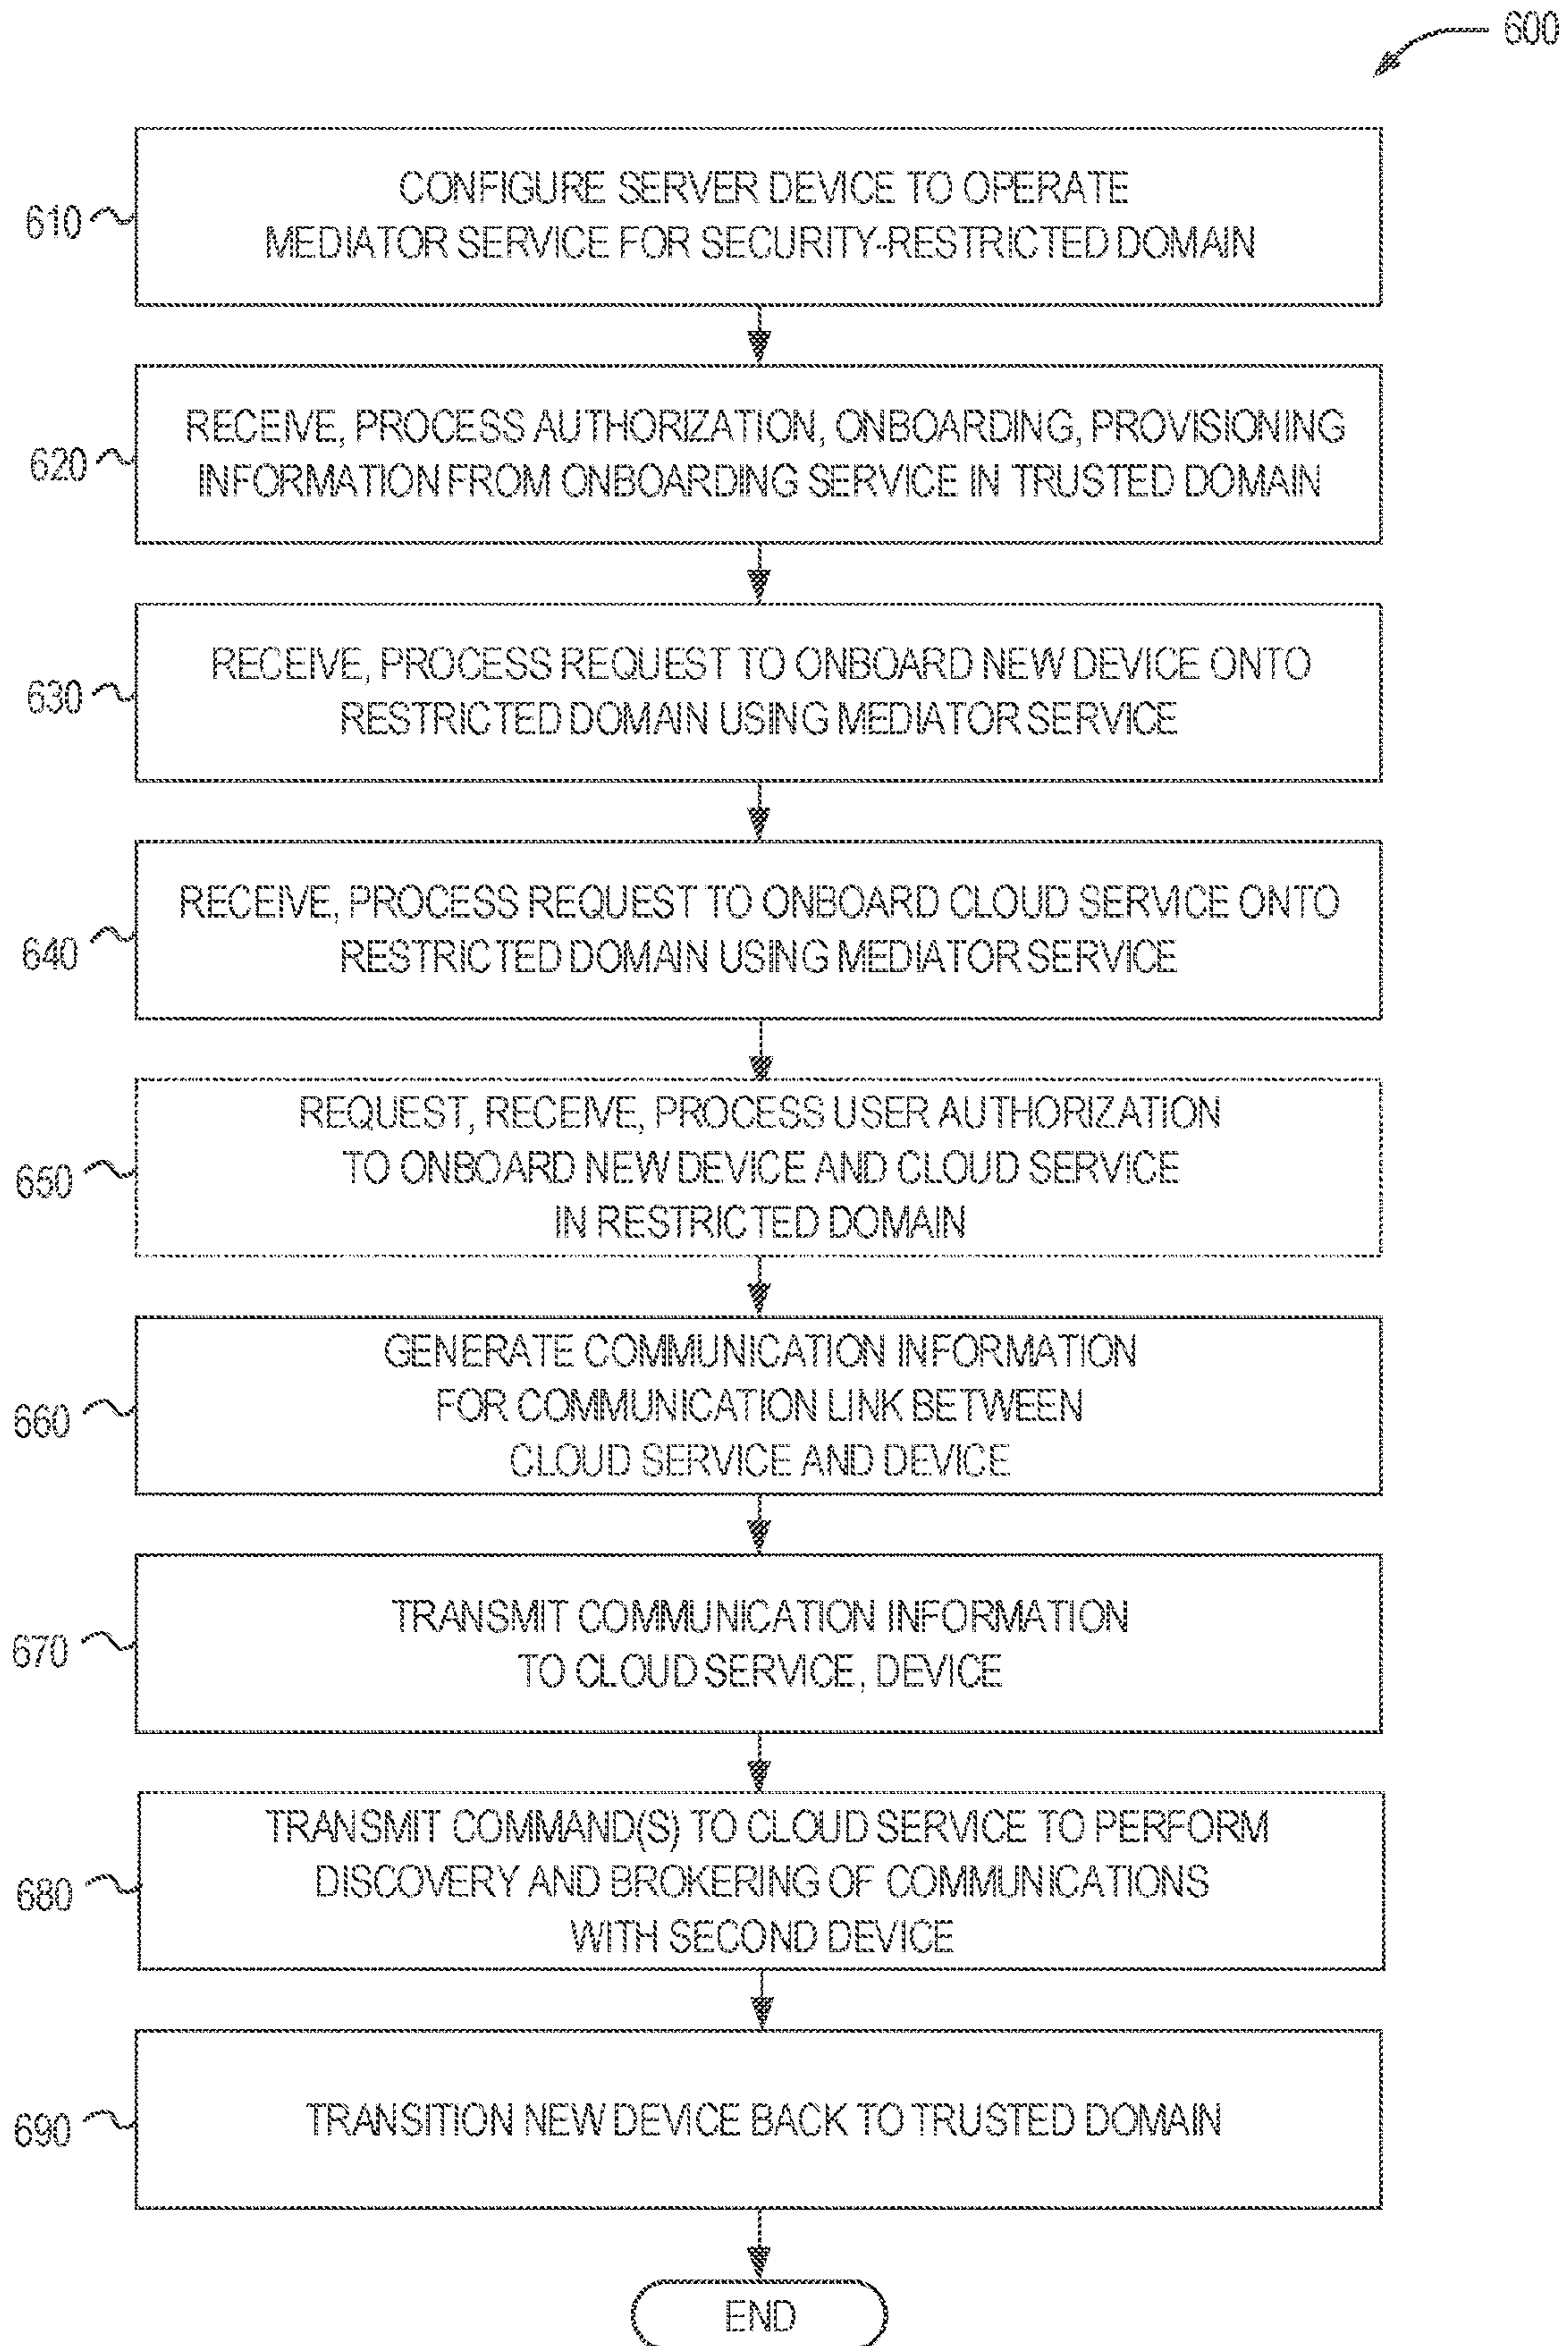 600
610
CONFIGURE SERVER DEVICE TO OPERATE
MEDIATOR SERVICE FOR SECURITY-RESTRICTED DOMAIN
620
RECEIVE, PROCESS AUTHORIZATION, ONBOARDING, PROVISIONING
INFORMATION FROM ONBOARDING SERVICE IN TRUSTED DOMAIN
630
RECEIVE, PROCESS REQUEST TO ONBOARD NEW DEVICE ONTO
RESTRICTED DOMAIN USING MEDIATOR SERVICE
640
RECEIVE, PROCESS REQUEST TO ONBOARD CLOUD SERVICE ONTO
RESTRICTED DOMAIN USING MEDIATOR SERVICE
650
REQUEST, RECEIVE, PROCESS USER AUTHORIZATION
TO ONBOARD NEW DEVICE AND CLOUD SERVICE
IN RESTRICTED DOMAIN
660
GENERATE COMMUNICATION INFORMATION
FOR COMMUNICATION LINK BETWEEN
CLOUD SERVICE AND DEVICE
670
TRANSMIT COMMUNICATION INFORMATION
TO CLOUD SERVICE, DEVICE
680
TRANSMIT COMMAND(S) TO CLOUD SERVICE TO PERFORM
DISCOVERY AND BROKERING OF COMMUNICATIONS
WITH SECOND DEVICE
690
TRANSITION NEW DEVICE BACK TO TRUSTED DOMAIN
END